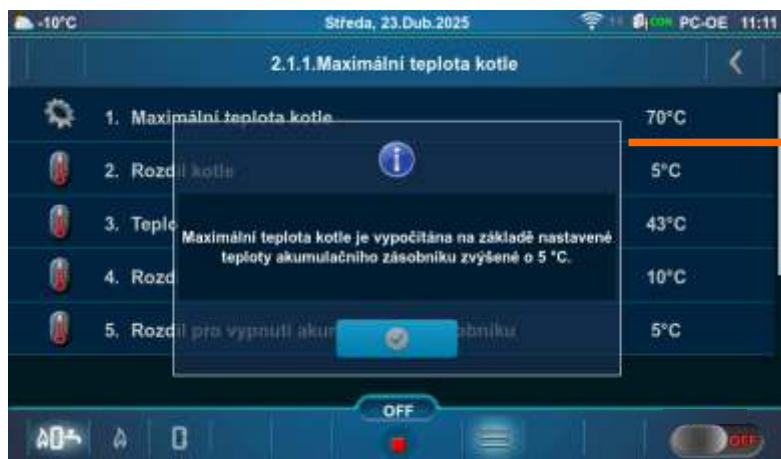 -10°C
Středa, 23.Dub.2025
PC-OE 11:11
2.1.1.Maximální teplota kotle
1. Maximální teplota kotle 70°C
2. Rozdíl kotle 5°C
3. Teplo 43°C
Maximální teplota kotle je vypočítána na základě nastavené
teploty akumulačního zásobníku zvýšené o 5 °C.
4. Rozd 10°C
5. Rozdíl pro vypnutí aku zásobníku 5°C
OFF
OFF